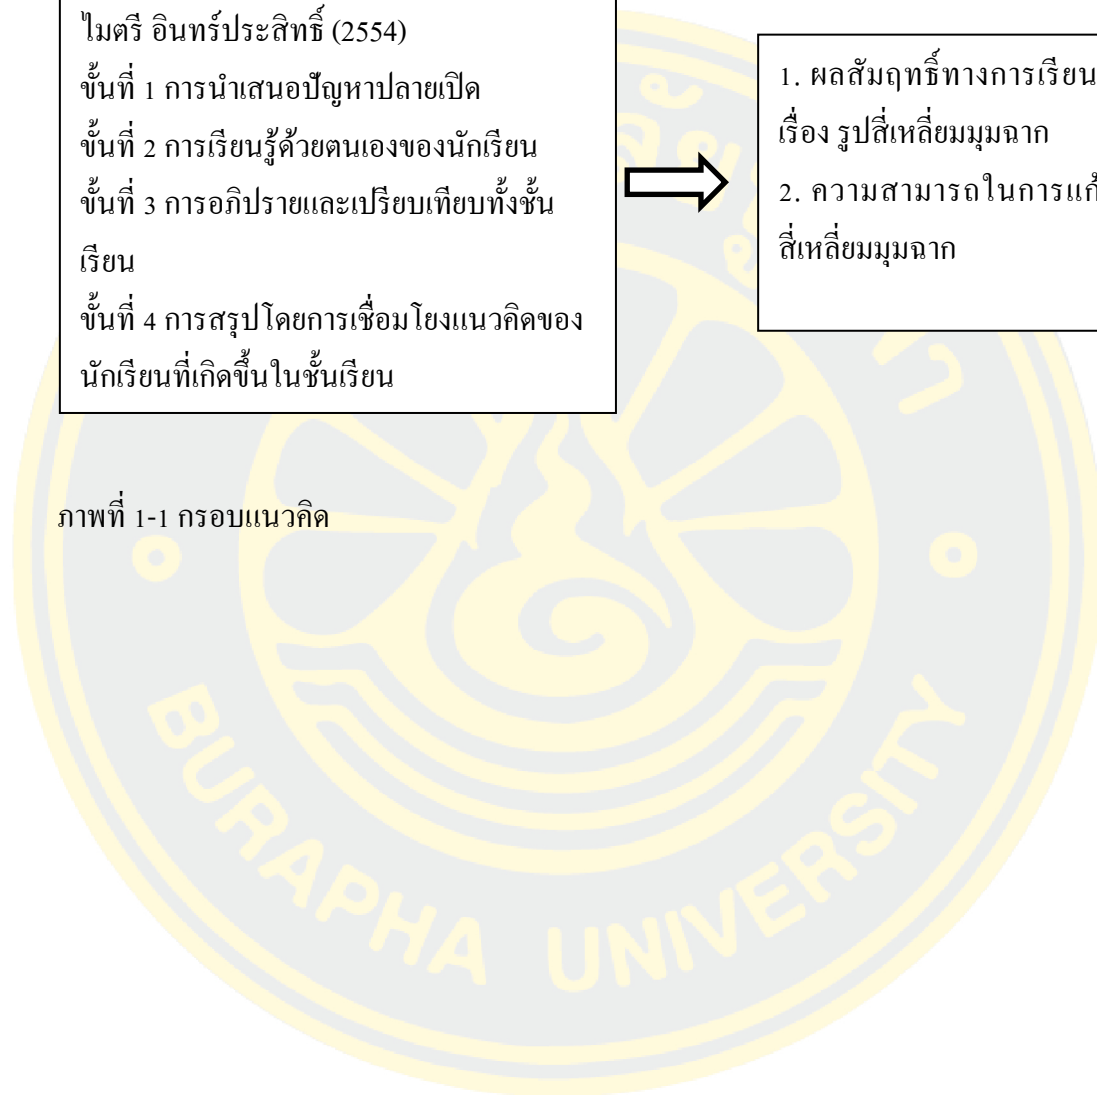 ไมตรี อินทร์ประสิทธิ์ (2554)
ขั้นที่ 1 การนำเสนอปัญหาปลายเปิด
ขั้นที่ 2 การเรียนรู้ด้วยตนเองของนักเรียน
ขั้นที่ 3 การอภิปรายและเปรียบเทียบทั้งชั้น
เรียน
ขั้นที่ 4 การสรุปโดยการเชื่อมโยงแนวคิดของ
นักเรียนที่เกิดขึ้นในชั้นเรียน
1. ผลสัมฤทธิ์ทางการเรียน
เรื่อง รูปสี่เหลี่ยมมุมฉาก
2. ความสามารถในการแก้
สี่เหลี่ยมมุมฉาก
ภาพที่ 1-1 กรอบแนวคิด
BURAPHA UNIVERSITY